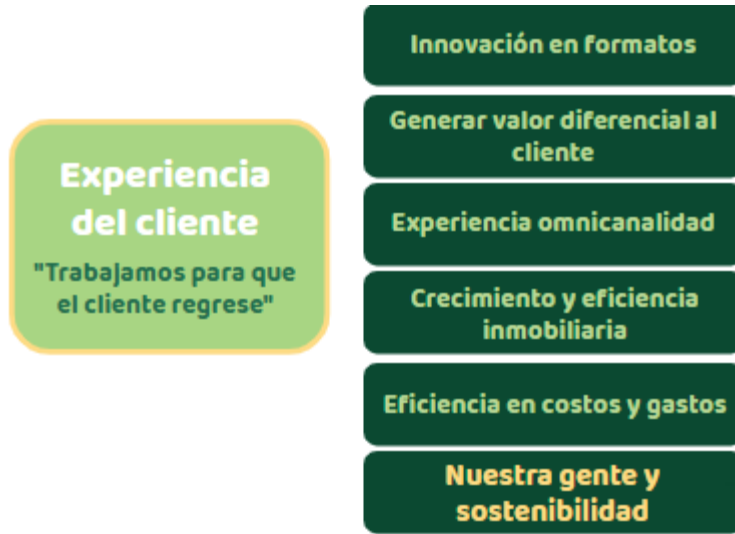 Experiencia
del cliente
"Trabajamos para que
el cliente regrese"
Innovación en formatos
Generar valor diferencial al
cliente
Experiencia omnicanalidad
Crecimiento y eficiencia
inmobiliaria
Eficiencia en costos y gastos
Nuestra gente y
sostenibilidad